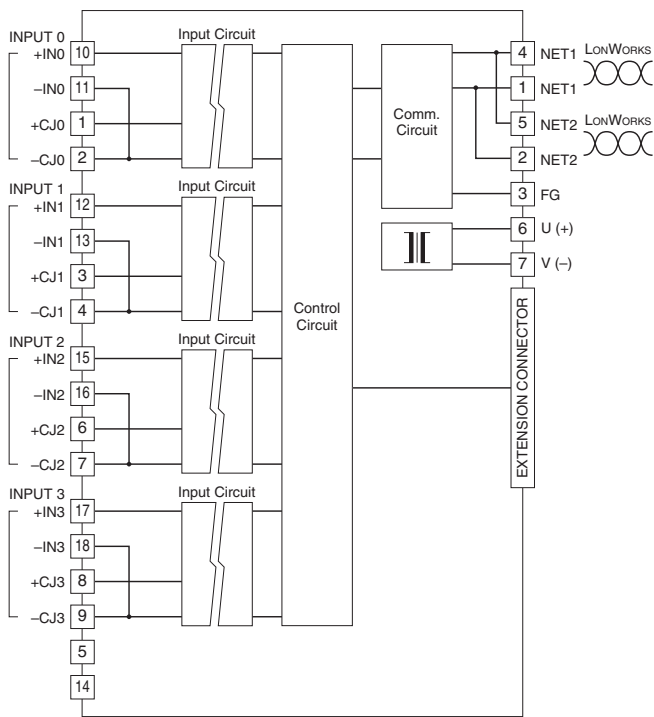 INPUT 0
+IN0 10
–IN0 11
+CJ0 1
–CJ0 2
Input Circuit
INPUT 1
+IN1 12
–IN1 13
+CJ1 3
–CJ1 4
Input Circuit
INPUT 2
+IN2 15
–IN2 16
+CJ2 6
–CJ2 7
Input Circuit
INPUT 3
+IN3 17
–IN3 18
+CJ3 8
–CJ3 9
Input Circuit
5
14
Control
Circuit
Comm.
Circuit
4 NET1 LONWORKS
1 NET1
5 NET2 LONWORKS
2 NET2
3 FG
6 U (+)
7 V (–)
EXTENSION CONNECTOR